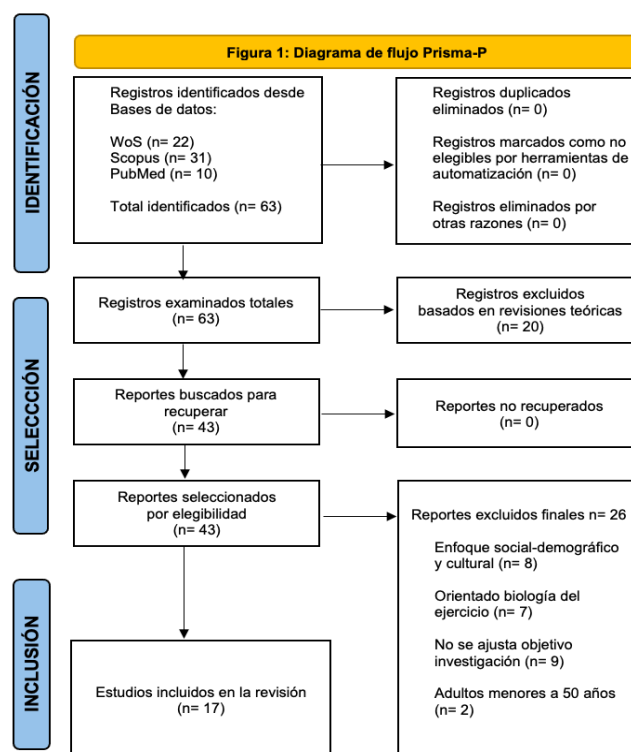 Figura 1: Diagrama de flujo Prisma-P
IDENTIFICACIÓN
Registros identificados desde
Bases de datos:
WoS (n= 22)
Scopus (n= 31)
PubMed (n= 10)
Total identificados (n= 63)
Registros duplicados
eliminados (n= 0)
Registros marcados como no
elegibles por herramientas de
automatización (n= 0)
Registros eliminados por
otras razones (n= 0)
SELECCCIÓN
Registros examinados totales
(n= 63)
Registros excluidos
basados en revisiones teóricas
(n= 20)
Reportes buscados para
recuperar
(n= 43)
Reportes no recuperados
(n= 0)
Reportes seleccionados
por elegibilidad
(n= 43)
Reportes excluidos finales n= 26
Enfoque social-demográfico
y cultural (n= 8)
Orientado biología del
ejercicio (n= 7)
No se ajusta objetivo
investigación (n= 9)
Adultos menores a 50 años
(n= 2)
INCLUSIÓN
Estudios incluidos en la revisión
(n= 17)